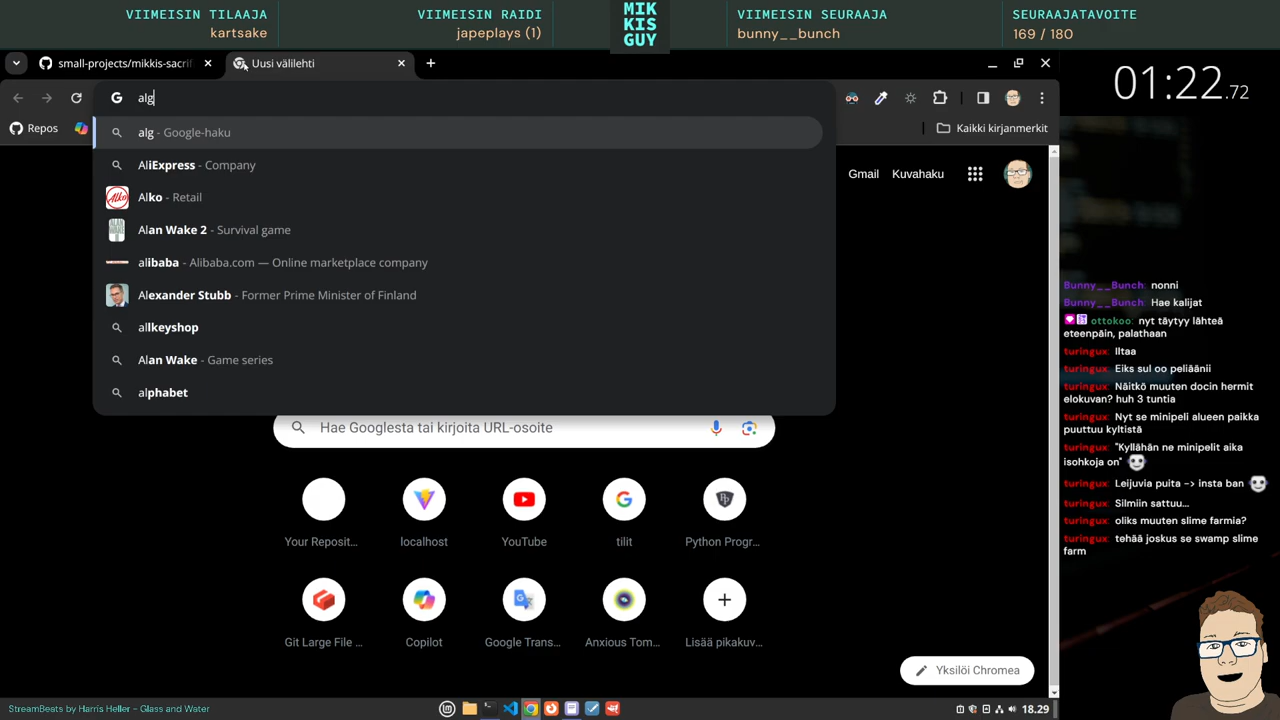 VIIMEISIN TILAAJA
kartsake
VIIMEISIN RAIDI
japeplays (1)
MIK
KIS
GUY
VIIMEISIN SEURAAJA
bunny__bunch
SEURAAJATAVOITE
169 / 180
small-projects/mikkis-sacrif
Uusi välilehti
01:22.72
alg
Repos
Kaikki kirjanmerkit
alg - Google-haku
AliExpress - Company
Alko - Retail
Alan Wake 2 - Survival game
alibaba - Alibaba.com — Online marketplace company
Alexander Stubb - Former Prime Minister of Finland
allkeyshop
Alan Wake - Game series
alphabet
Gmail
Kuvahaku
Hae Googlesta tai kirjoita URL-osoite
Your Reposit...
localhost
YouTube
tilit
Python Progr...
Git Large File ...
Copilot
Google Trans...
Anxious Tom...
Lisää pikakuv...
Yksilöi Chromea
Bunny__Bunch: nonni
Bunny__Bunch: Hae kalijat
ottokoo: nyt täytyy lähteä
eteenpäin, palathaan
turingux: Iltaa
turingux: Eiks sul oo peliäänii
turingux: Näitkö muuten docin hermit
elokuvan? huh 3 tuntia
turingux: Nyt se minipeli alueen paikka
puuttuu kyltistä
turingux: "Kyllähän ne minipelit aika
isohkoja on"
turingux: Leijuvia puita -> insta ban
turingux: Silmiin sattuu...
turingux: oliks muuten slime farmia?
turingux: tehää joskus se swamp slime
farm
StreamBeats by Harris Heller - Glass and Water
18.29